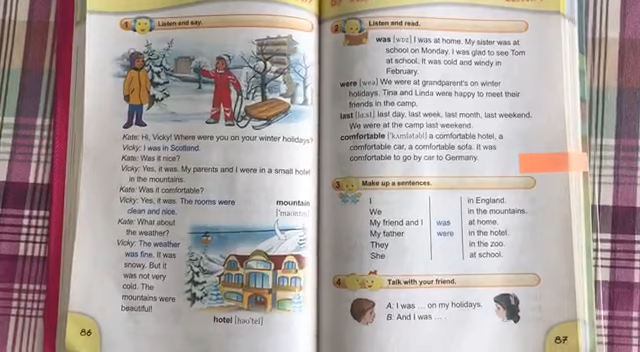 1 Listen and say.
Kate: Hi, Vicky! Where were you on your winter holidays?
Vicky: I was in Scotland.
Kate: Was it nice?
Vicky: Yes, it was. My parents and I were in a small hotel
in the mountains.
Kate: Was it comfortable?
Vicky: Yes, it was. The rooms were
clean and nice.
Kate: What about
the weather?
Vicky: The weather
was fine. It was
snowy. But it
was not very
cold. The
mountains were
beautiful!
mountain
hotel [həʊ'tel]
86
2 Listen and read.
was [wɒz] I was at home. My sister was at
school on Monday. I was glad to see Tom
at school. It was cold and windy in
February.
were [wɜː] We were at grandparent's on winter
holidays. Tina and Linda were happy to meet their
friends in the camp.
last [lɑːst] last day, last week, last month, last weekend.
We were at the camp last weekend.
comfortable ['kʌmfətəbl] a comfortable hotel, a
comfortable car, a comfortable sofa. It was
comfortable to go by car to Germany.
3 Make up a sentences.
I in England.
We in the mountains.
My friend and I was at home.
My father were in the hotel.
They in the zoo.
She at school.
4 Talk with your friend.
A: I was ... on my holidays.
B: And I was ... .
87